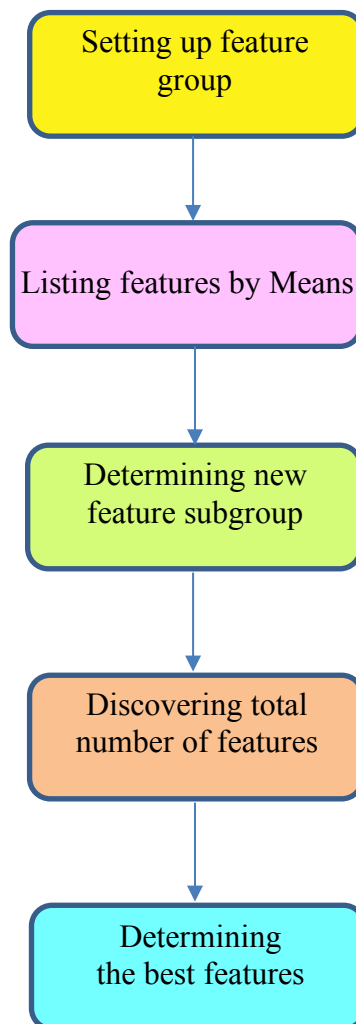 Setting up feature
group
Listing features by Means
Determining new
feature subgroup
Discovering total
number of features
Determining
the best features